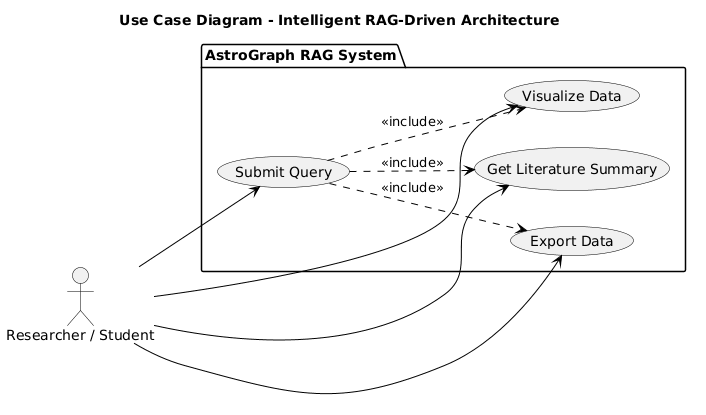 Use Case Diagram - Intelligent RAG-Driven Architecture
AstroGraph RAG System
Visualize Data
«include»
«include»
Submit Query
Get Literature Summary
«include»
Export Data
Researcher / Student